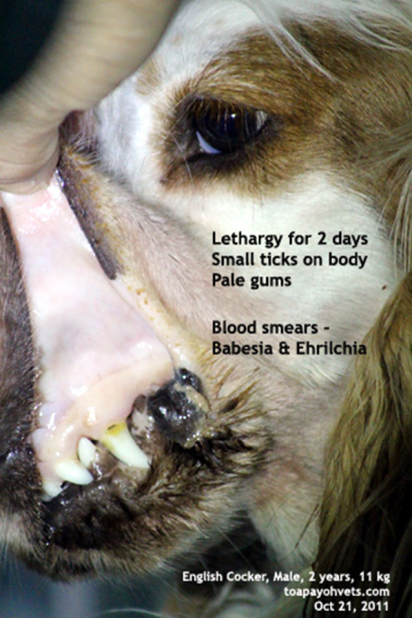 Lethargy for 2 days
Small ticks on body
Pale gums
Blood smears -
Babesia & Ehrilchia
English Cocker, Male, 2 years, 11 kg
toapayohvets.com
Oct 21, 2011